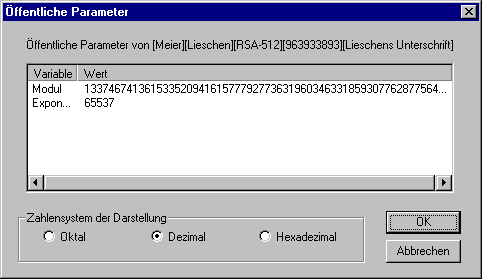 Öffentliche Parameter
Öffentliche Parameter von [Meier][Lieschen][RSA-512][963933893][Lieschens Unterschrift]
Variable Wert
Modul 13374674136153352094161577792773631960346331859307762877564...
Expon... 65537
Zahlensystem der Darstellung
Oktal Dezimal Hexadezimal
OK
Abbrechen